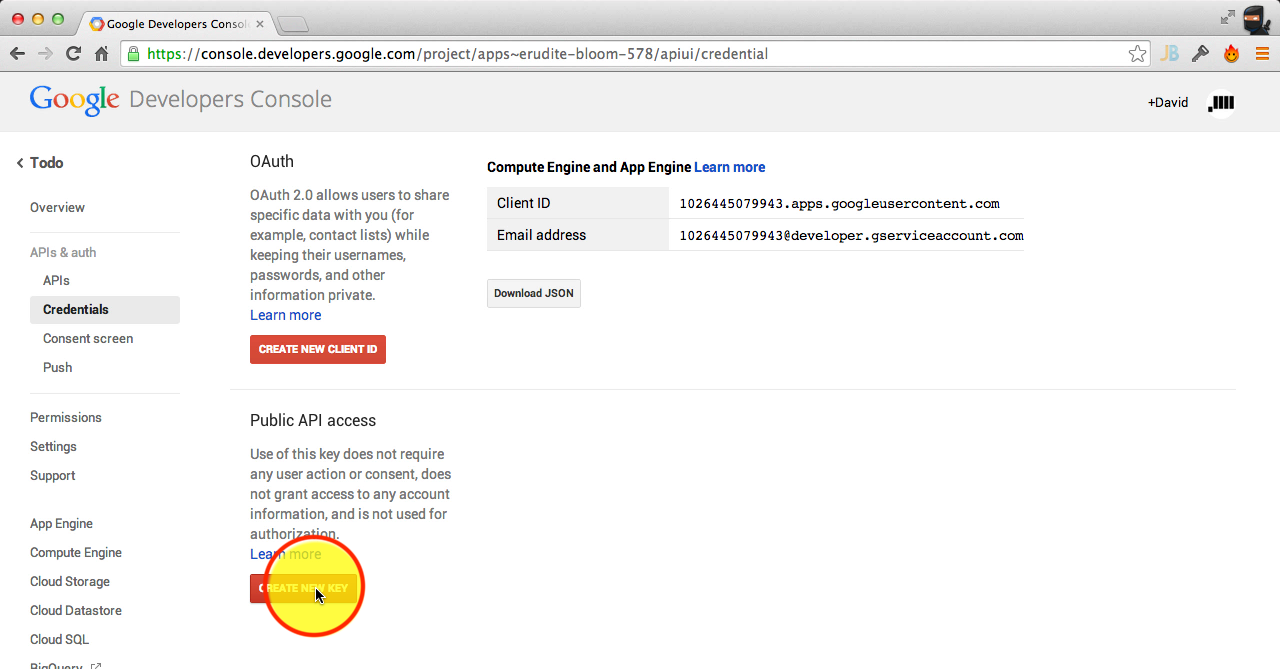 Google Developers Conso
https://console.developers.google.com/project/apps~erudite-bloom-578/apiui/credential
JB
Google Developers Console
+David
Todo
Overview
APIs & auth
APIs
Credentials
Consent screen
Push
Permissions
Settings
Support
App Engine
Compute Engine
Cloud Storage
Cloud Datastore
Cloud SQL
BigQuery
OAuth
OAuth 2.0 allows users to share
specific data with you (for
example, contact lists) while
keeping their usernames,
passwords, and other
information private.
Learn more
CREATE NEW CLIENT ID
Compute Engine and App Engine Learn more
Client ID 1026445079943.apps.googleusercontent.com
Email address 1026445079943@developer.gserviceaccount.com
Download JSON
Public API access
Use of this key does not require
any user action or consent, does
not grant access to any account
information, and is not used for
authorization.
Learn more
CREATE NEW KEY